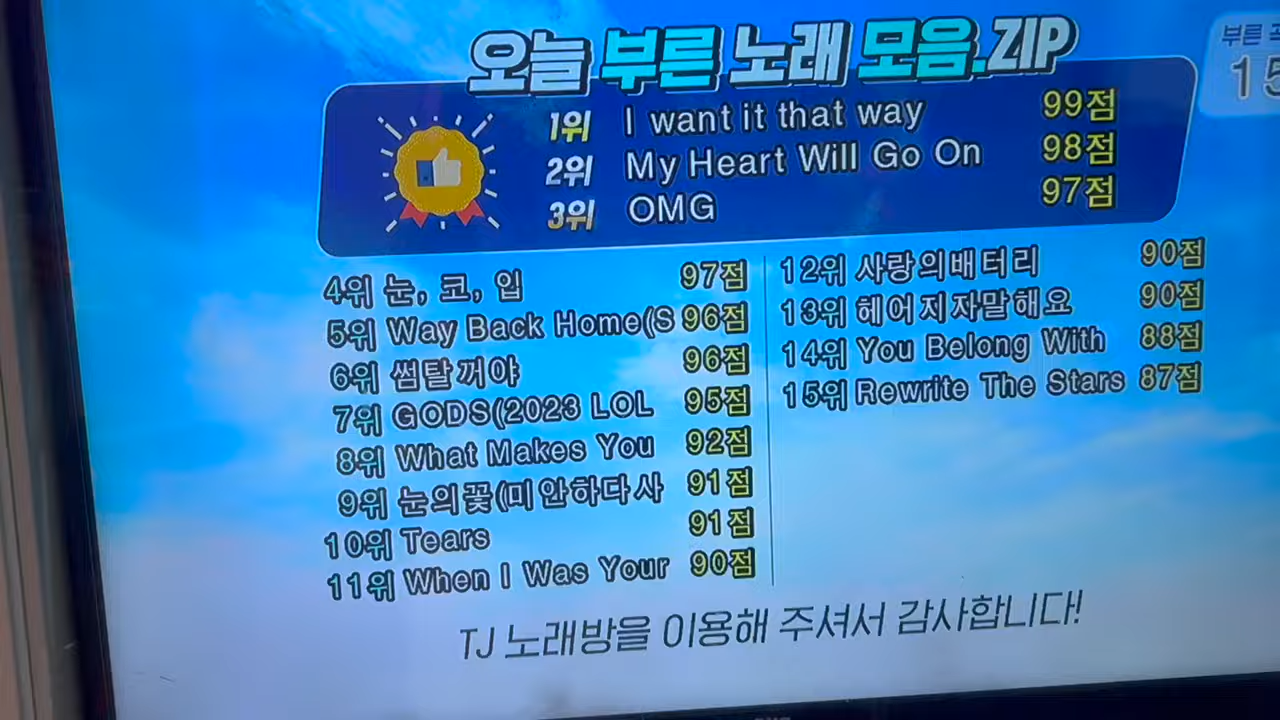 오늘 부른 노래 모음.ZIP
부른
15
1위 I want it that way 99점
2위 My Heart Will Go On 98점
3위 OMG 97점
4위 눈, 코, 입 97점
5위 Way Back Home(S 96점
6위 썸탈꺼야 96점
7위 GODS(2023 LOL 95점
8위 What Makes You 92점
9위 눈의꽃(미안하다사 91점
10위 Tears 91점
11위 When I Was Your 90점
12위 사랑의배터리 90점
13위 헤어지자말해요 90점
14위 You Belong With 88점
15위 Rewrite The Stars 87점
TJ 노래방을 이용해 주셔서 감사합니다!